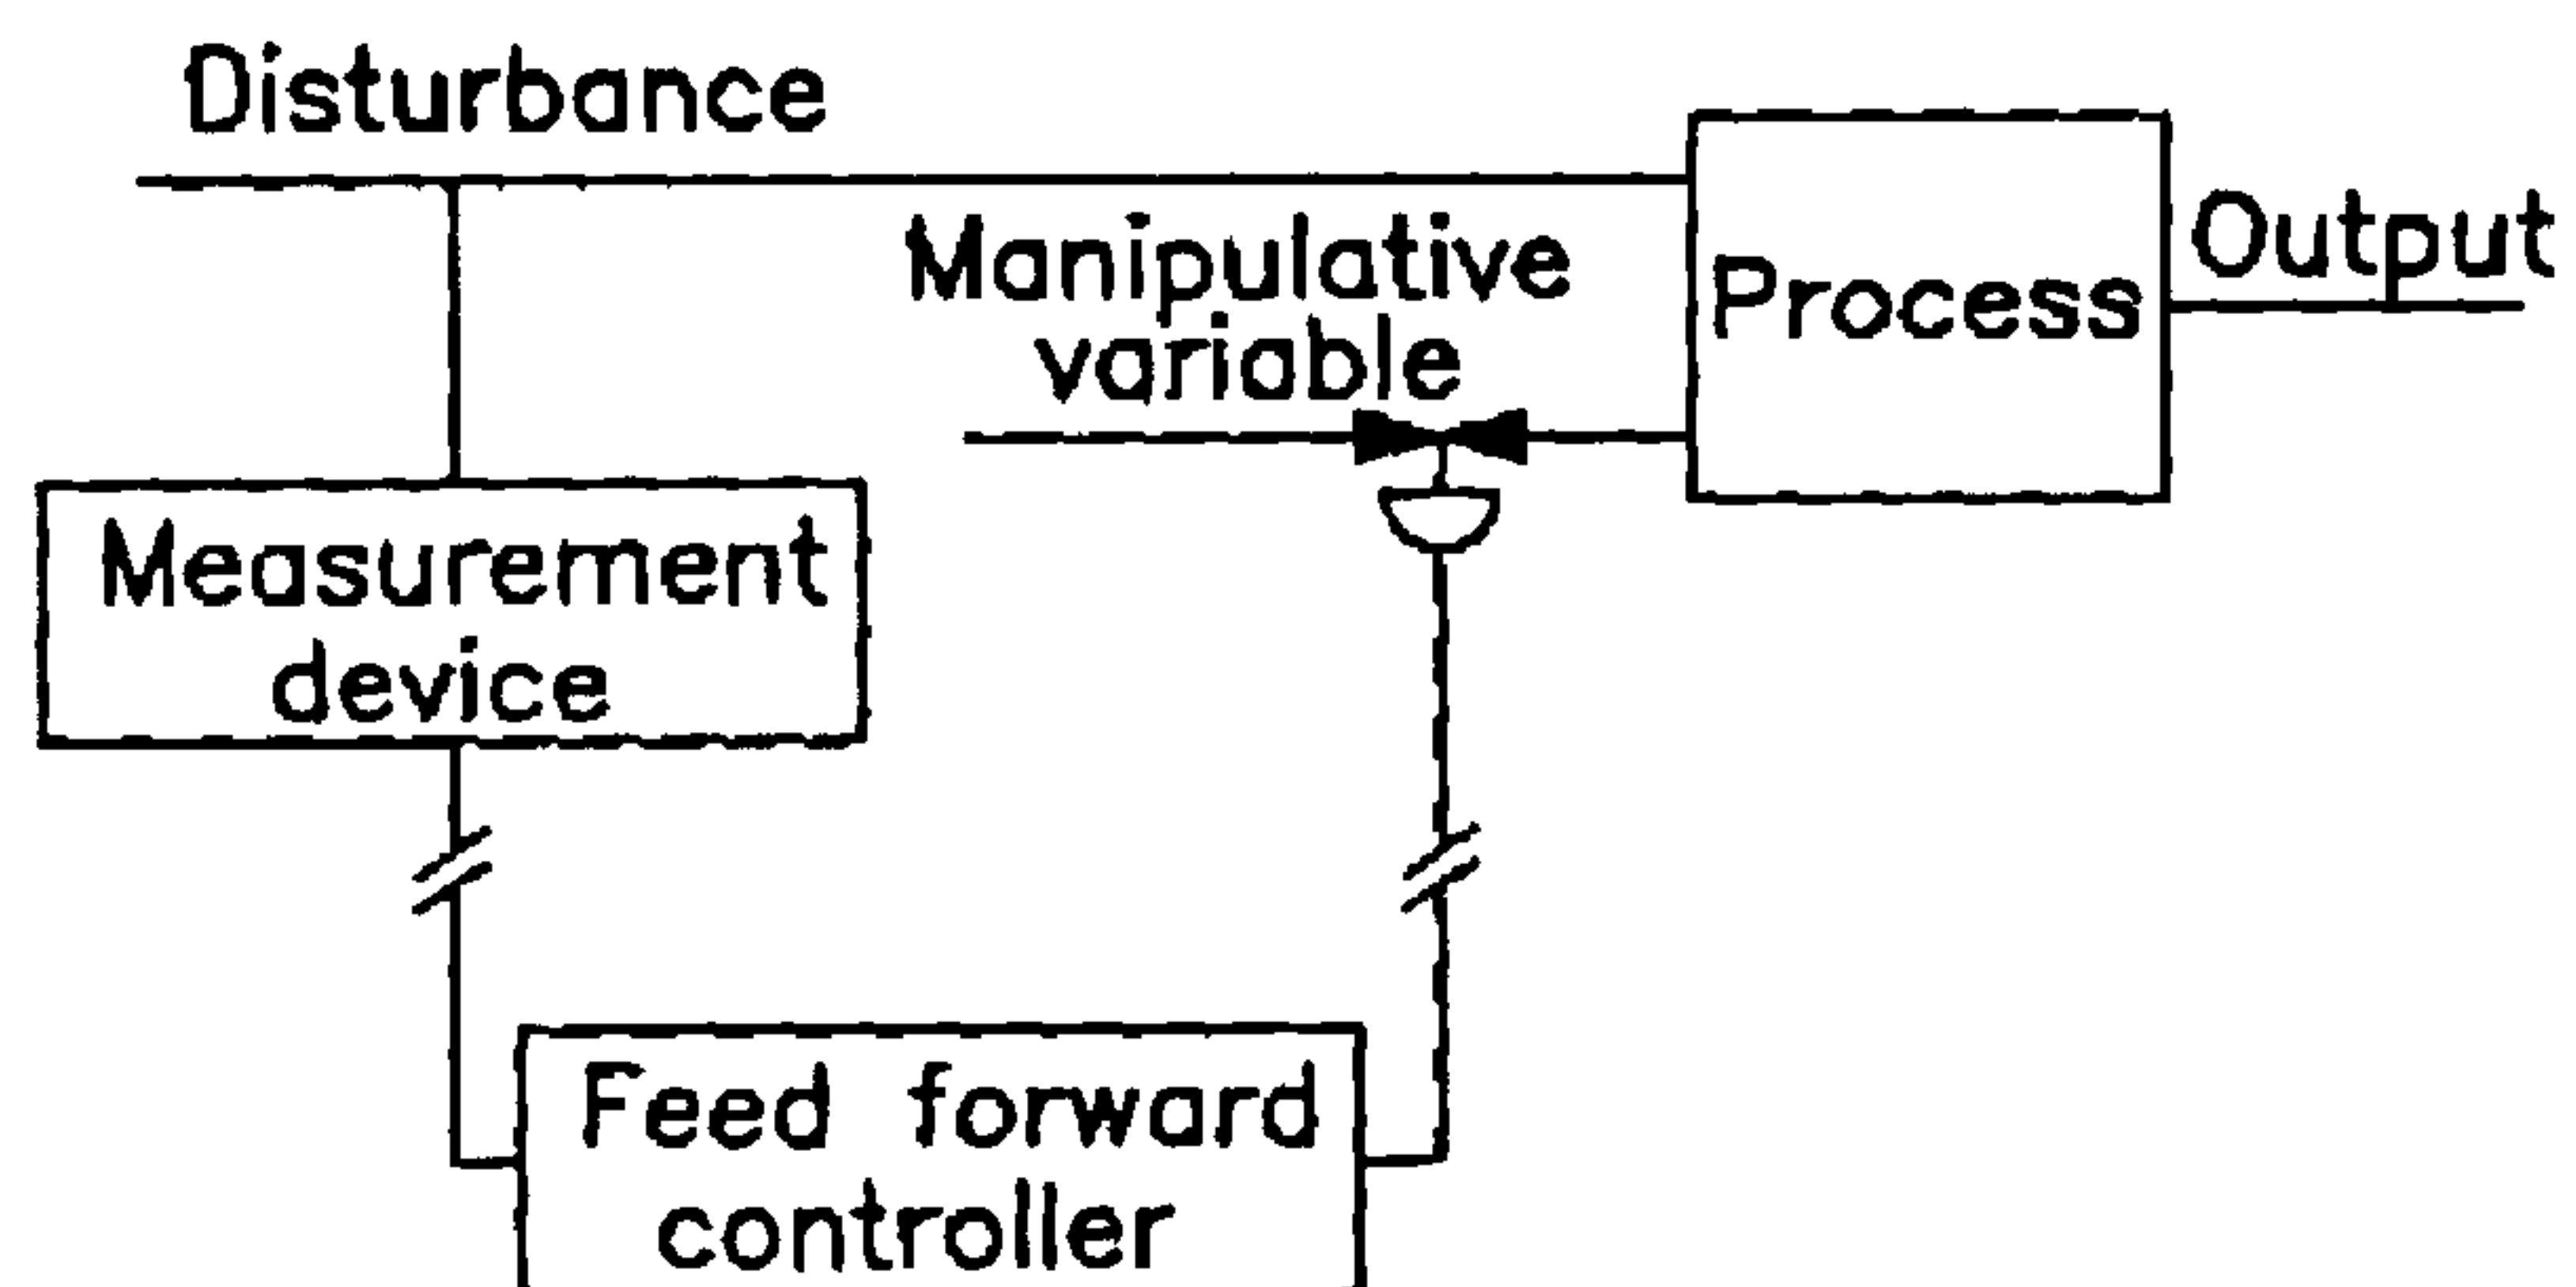 Disturbance
Manipulative
variable
Process
Output
Measurement
device
Feed forward
controller